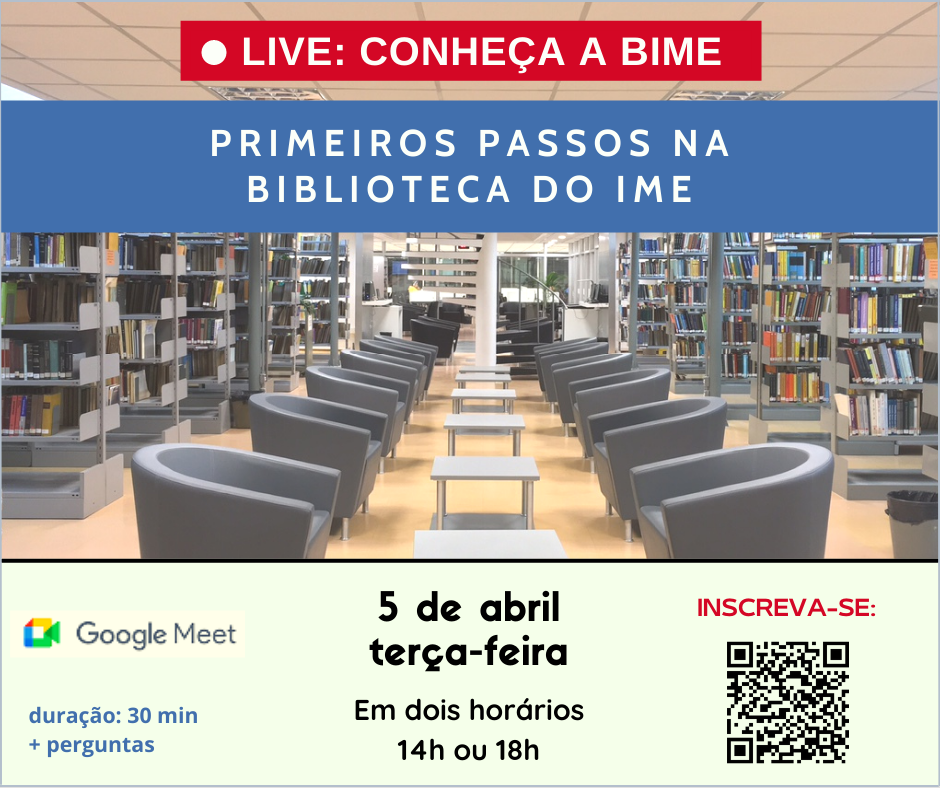 LIVE: CONHEÇA A BIME
PRIMEIROS PASSOS NA
BIBLIOTECA DO IME
Google Meet
duração: 30 min
+ perguntas
5 de abril
terça-feira
Em dois horários
14h ou 18h
INSCREVA-SE: